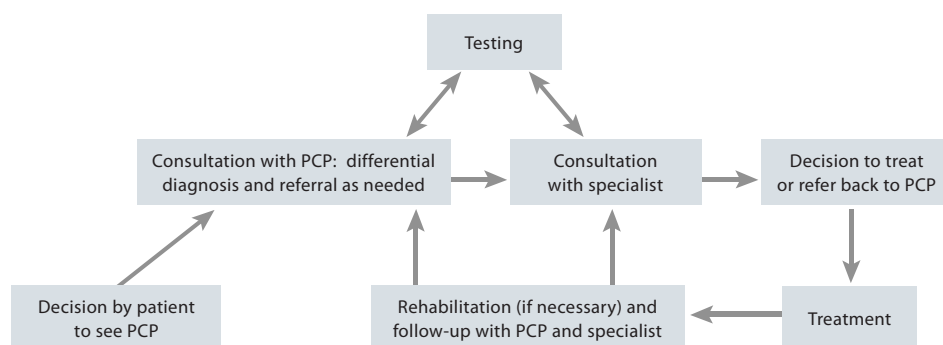 Testing
Consultation with PCP: differential
diagnosis and referral as needed
Consultation
with specialist
Decision to treat
or refer back to PCP
Decision by patient
to see PCP
Rehabilitation (if necessary) and
follow-up with PCP and specialist
Treatment